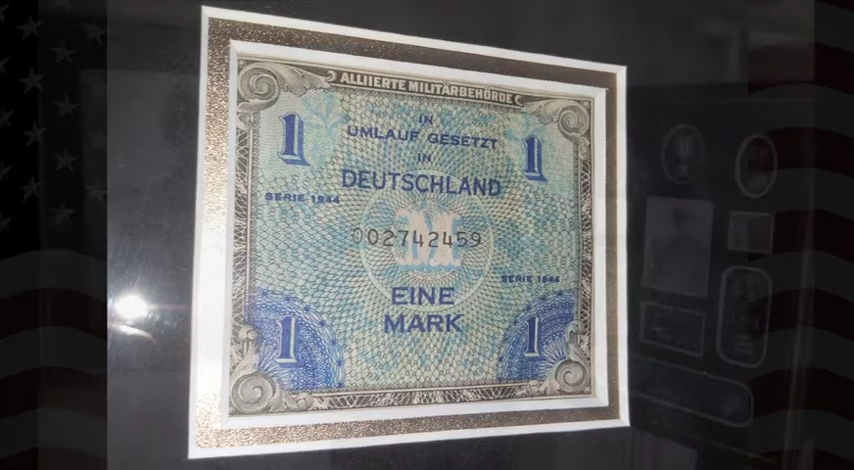 ALLIIERTE MILITÄRBEHÖRDE
IN
UMLAUF GESETZT
IN
DEUTSCHLAND
1
1
SERIE 1944
002742459
SERIE 1944
EINE
MARK
1
1